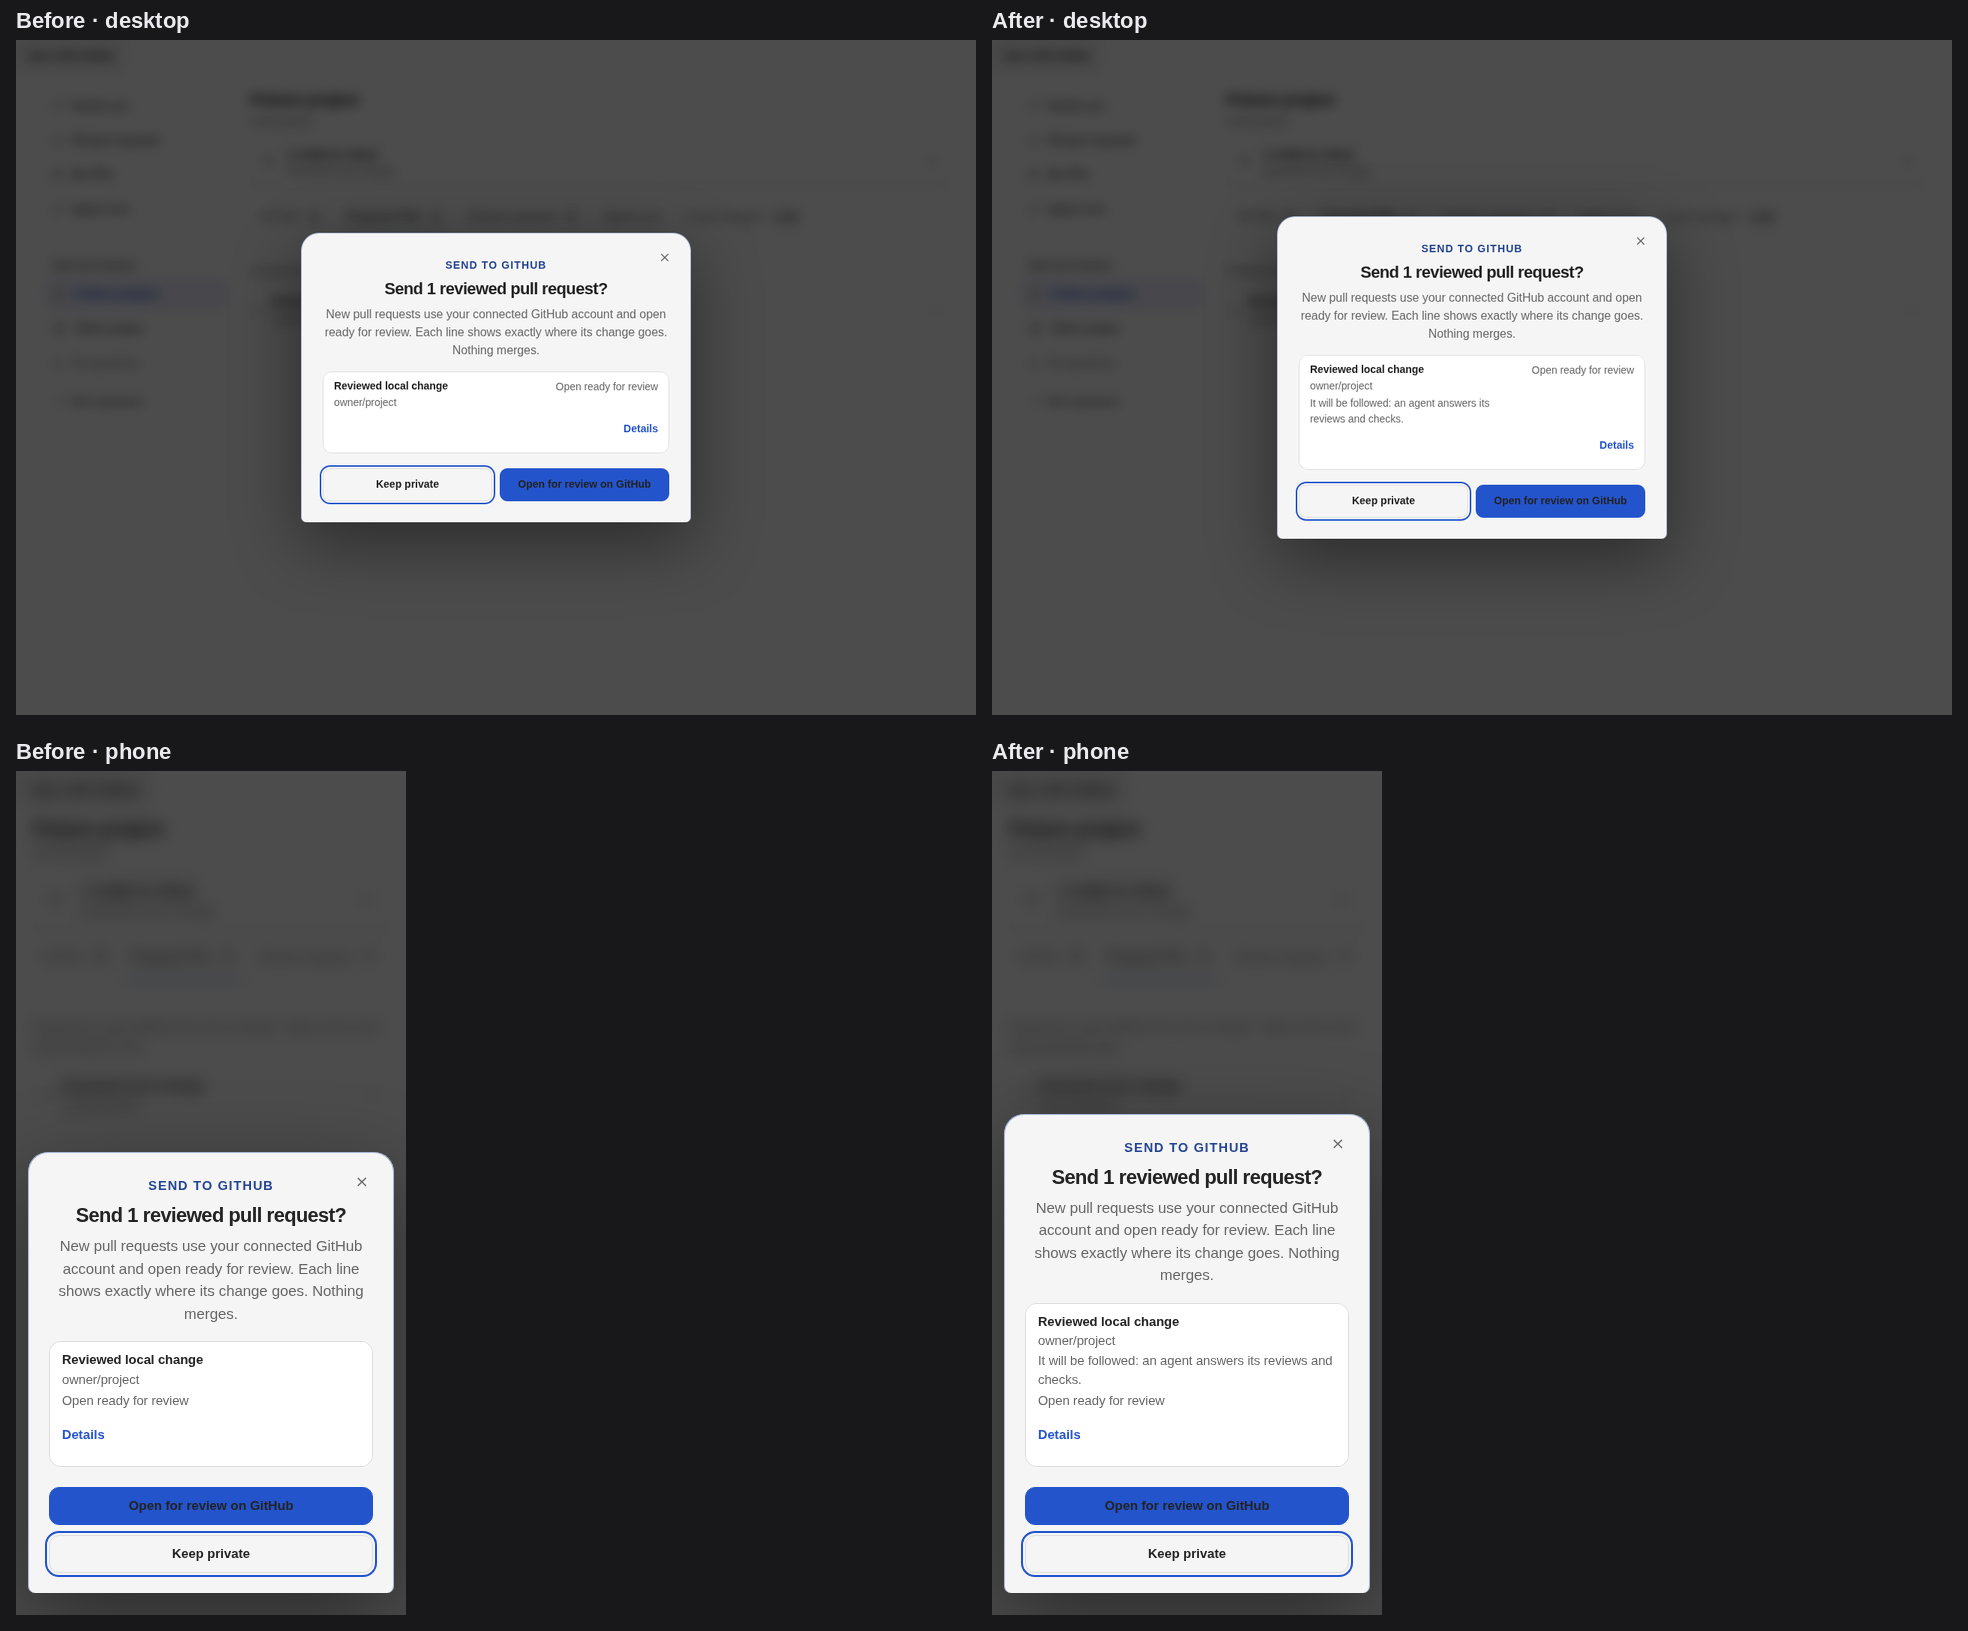 Before · desktop
SEND TO GITHUB
×
Send 1 reviewed pull request?
New pull requests use your connected GitHub account and open
ready for review. Each line shows exactly where its change goes.
Nothing merges.
Reviewed local change
Open ready for review
owner/project
Details
Keep private
Open for review on GitHub
After · desktop
SEND TO GITHUB
×
Send 1 reviewed pull request?
New pull requests use your connected GitHub account and open
ready for review. Each line shows exactly where its change goes.
Nothing merges.
Reviewed local change
Open ready for review
owner/project
It will be followed: an agent answers its
reviews and checks.
Details
Keep private
Open for review on GitHub
Before · phone
SEND TO GITHUB
×
Send 1 reviewed pull request?
New pull requests use your connected GitHub
account and open ready for review. Each line
shows exactly where its change goes. Nothing
merges.
Reviewed local change
owner/project
Open ready for review
Details
Open for review on GitHub
Keep private
After · phone
SEND TO GITHUB
×
Send 1 reviewed pull request?
New pull requests use your connected GitHub
account and open ready for review. Each line
shows exactly where its change goes. Nothing
merges.
Reviewed local change
owner/project
It will be followed: an agent answers its reviews and
checks.
Open ready for review
Details
Open for review on GitHub
Keep private